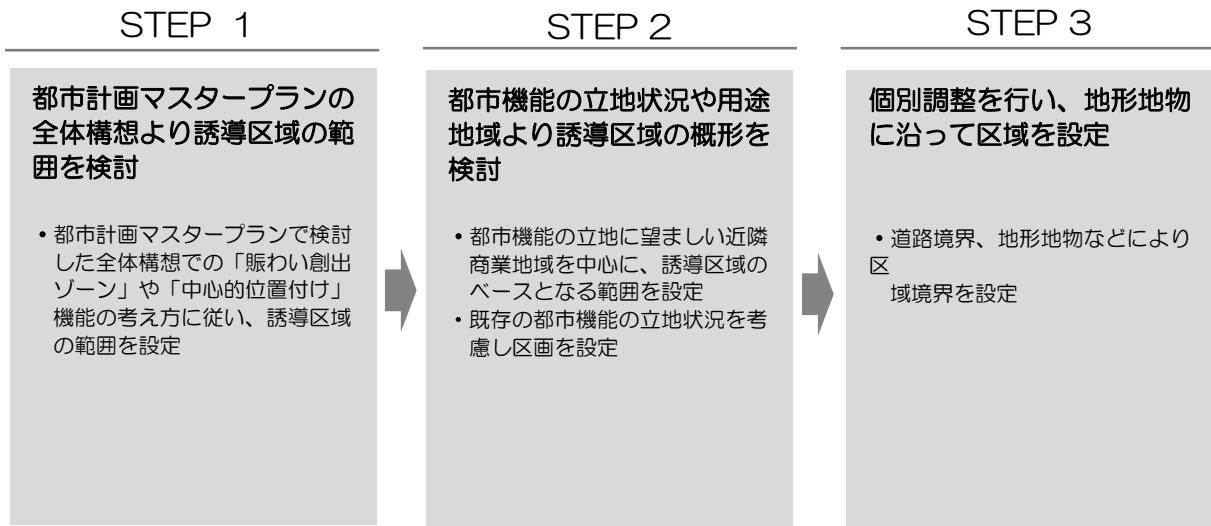 STEP 1
都市計画マスタープランの
全体構想より誘導区域の範
囲を検討
•都市計画マスタープランで検討
した全体構想での「賑わい創出
ゾーン」や「中心的位置付け」
機能の考え方に従い、誘導区域
の範囲を設定
STEP 2
都市機能の立地状況や用途
地域より誘導区域の概形を
検討
•都市機能の立地に望ましい近隣
商業地域を中心に、誘導区域の
ベースとなる範囲を設定
•既存の都市機能の立地状況を考
慮し区画を設定
STEP 3
個別調整を行い、地形地物
に沿って区域を設定
•道路境界、地形地物などにより
区
域境界を設定